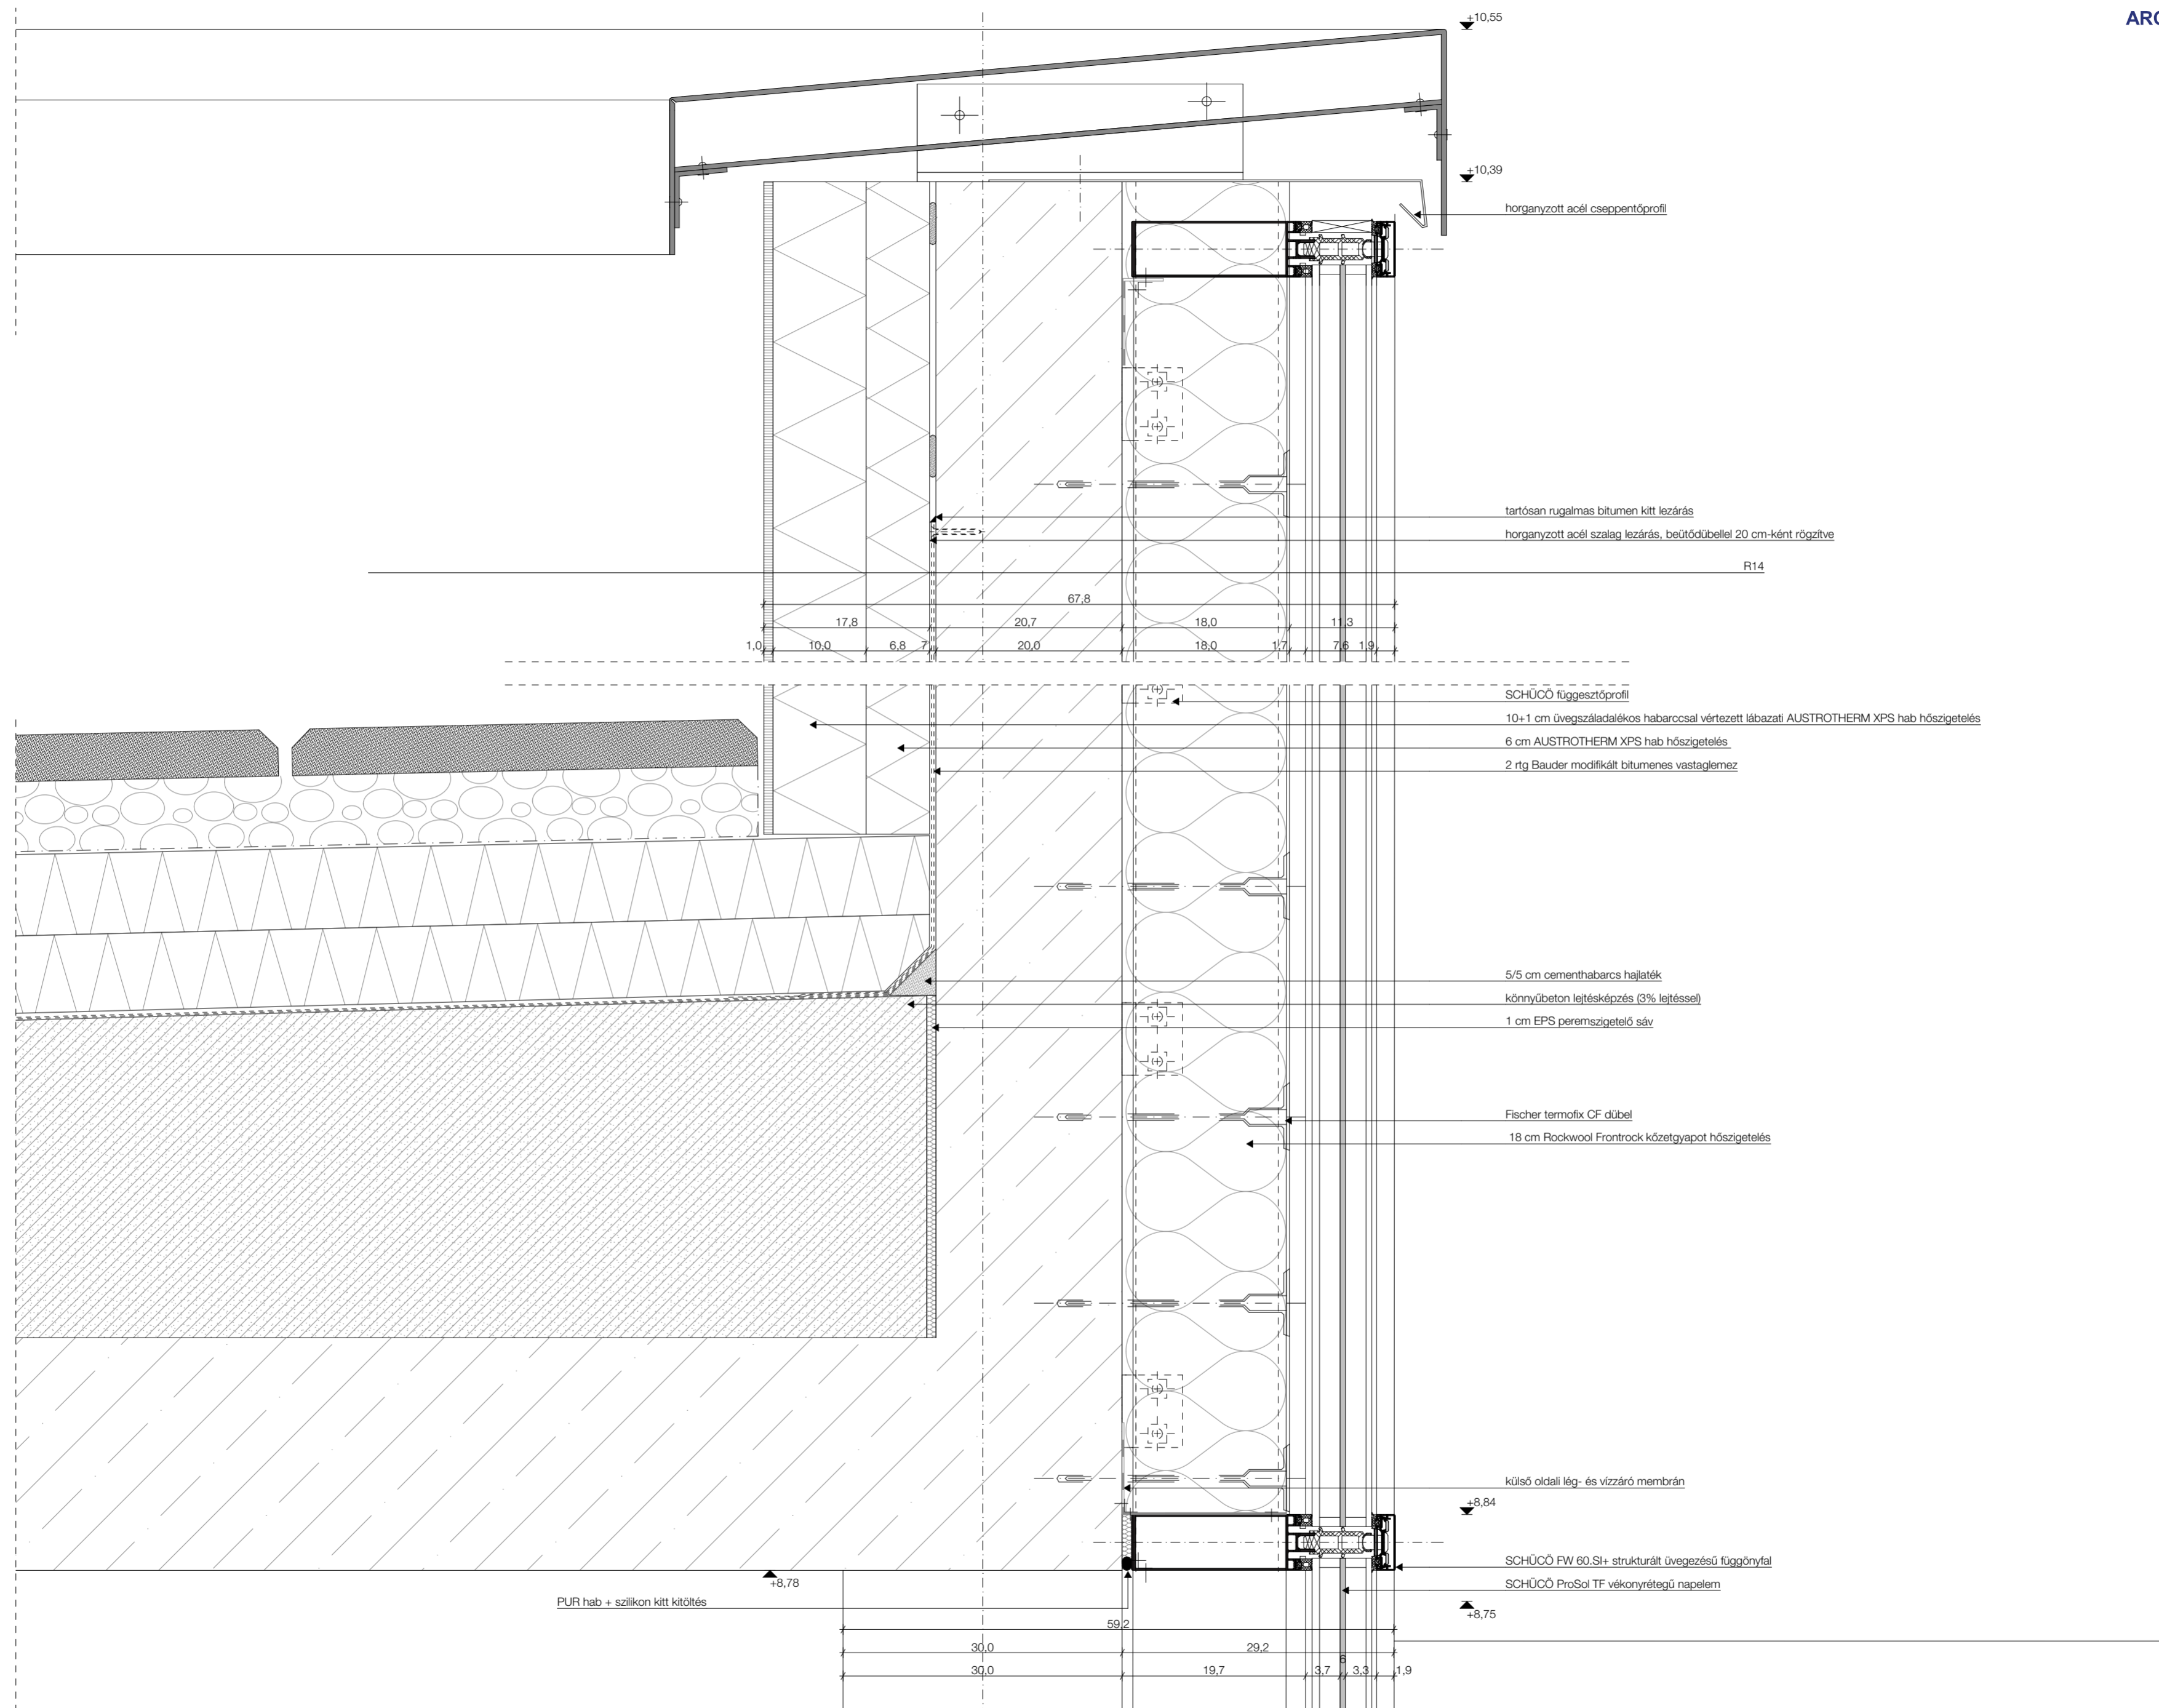 +10,55
ARC
+10,39
horganyzott acél cseppentőprofil
tartósan rugalmas bitumen kitt lezárás
horganyzott acél szalag lezárás, beütődübellel 20 cm-ként rögzítve
R14
67,8
17,8 20,7 18,0 11,3
1,0 10,0 6,8 7 20,0 18,0 1,7 7,6 1,9
SCHÜCÖ függesztőprofil
10+1 cm üvegszáladalékos habarccsal vértezett lábazati AUSTROTHERM XPS hab hőszigetelés
6 cm AUSTROTHERM XPS hab hőszigetelés
2 rtg Bauder modifikált bitumenes vastaglemez
5/5 cm cementhabarcs hajlaték
könnyűbeton lejtésképzés (3% lejtéssel)
1 cm EPS peremszigetelő sáv
Fischer termofix CF dübel
18 cm Rockwool Frontrock kőzetgyapot hőszigetelés
külső oldali lég- és vízzáró membrán
+8,84
SCHÜCÖ FW 60.SI+ strukturált üvegezésű függönyfal
+8,78
SCHÜCÖ ProSol TF vékonyrétegű napelem
PUR hab + szilikon kitt kitöltés
+8,75
59,2
30,0 29,2
30,0 19,7 3,7 6 3,3 1,9